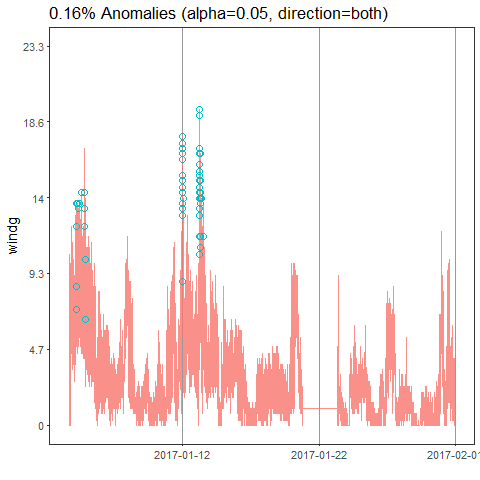 0.16% Anomalies (alpha=0.05, direction=both)
23.3
18.6
14
9.3
4.7
0
windg
2017-01-12 2017-01-22 2017-02-01